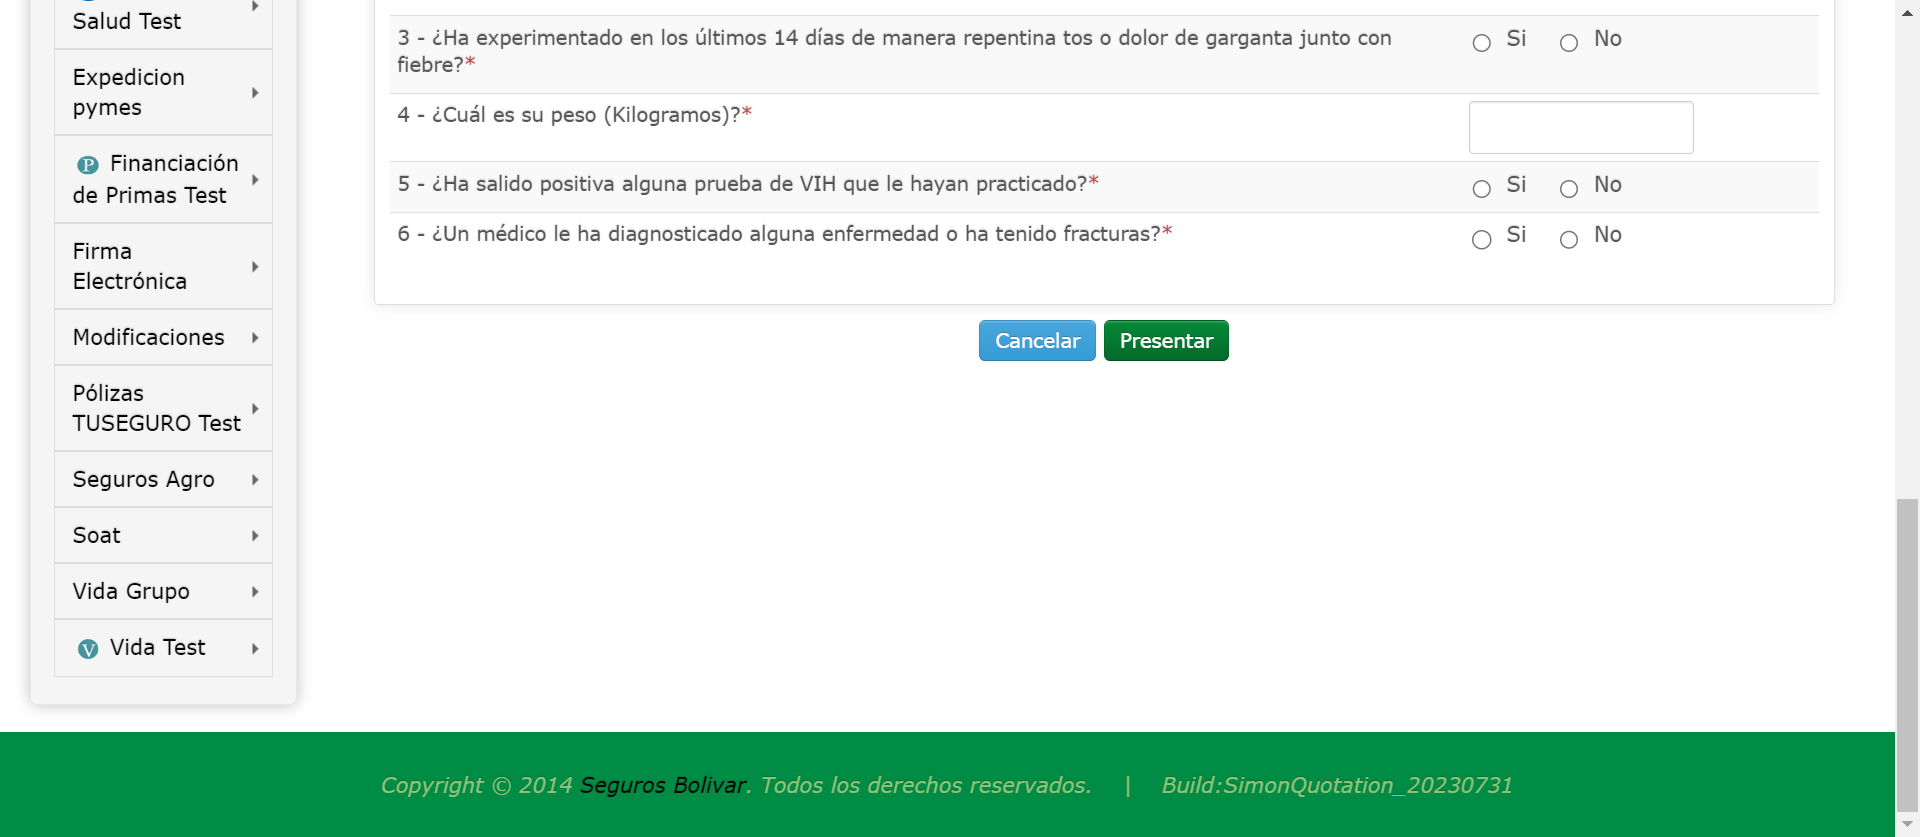 Salud Test
Expedicion
pymes
P Financiación
de Primas Test
Firma
Electrónica
Modificaciones
Pólizas
TUSEGURO Test
Seguros Agro
Soat
Vida Grupo
V Vida Test
3 - ¿Ha experimentado en los últimos 14 días de manera repentina tos o dolor de garganta junto con
fiebre?*
Si No
4 - ¿Cuál es su peso (Kilogramos)?*
5 - ¿Ha salido positiva alguna prueba de VIH que le hayan practicado?* Si No
6 - ¿Un médico le ha diagnosticado alguna enfermedad o ha tenido fracturas?* Si No
Cancelar Presentar
Copyright © 2014 Seguros Bolivar. Todos los derechos reservados. | Build:SimonQuotation_20230731